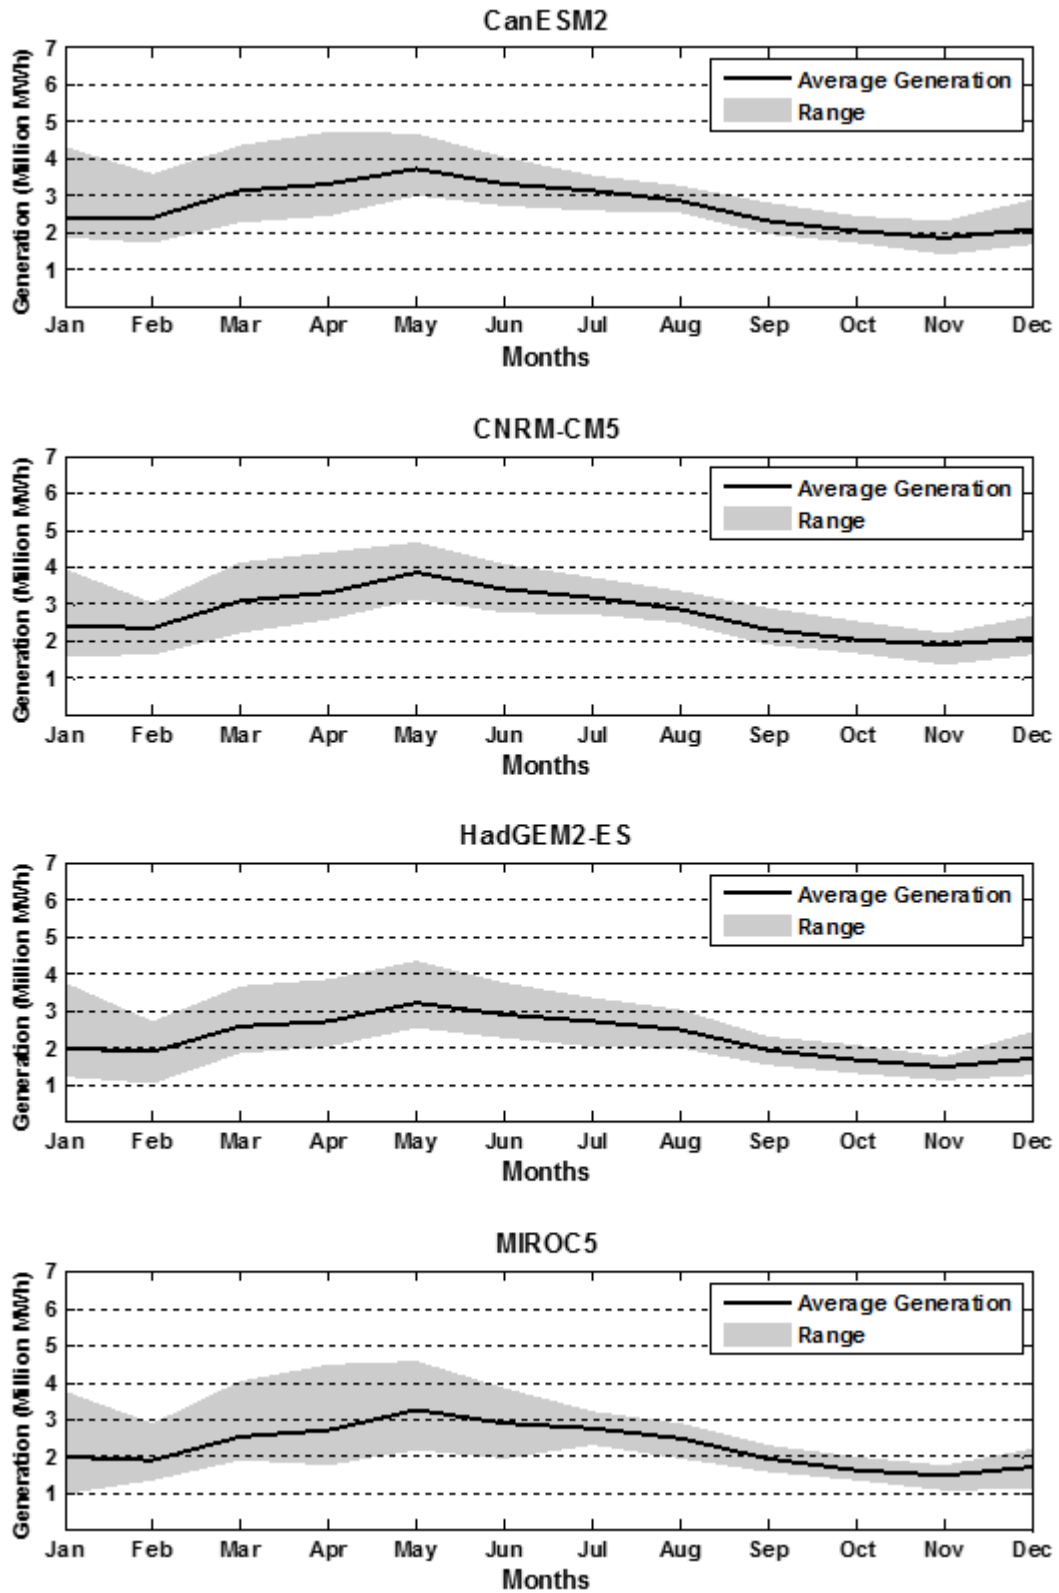 CanESM2
Generation (Million MWh)
7
6
5
4
3
2
1
Average Generation
Range
Jan Feb Mar Apr May Jun Jul Aug Sep Oct Nov Dec
Months
CNRM-CM5
Generation (Million MWh)
7
6
5
4
3
2
1
Average Generation
Range
Jan Feb Mar Apr May Jun Jul Aug Sep Oct Nov Dec
Months
HadGEM2-ES
Generation (Million MWh)
7
6
5
4
3
2
1
Average Generation
Range
Jan Feb Mar Apr May Jun Jul Aug Sep Oct Nov Dec
Months
MIROC5
Generation (Million MWh)
7
6
5
4
3
2
1
Average Generation
Range
Jan Feb Mar Apr May Jun Jul Aug Sep Oct Nov Dec
Months